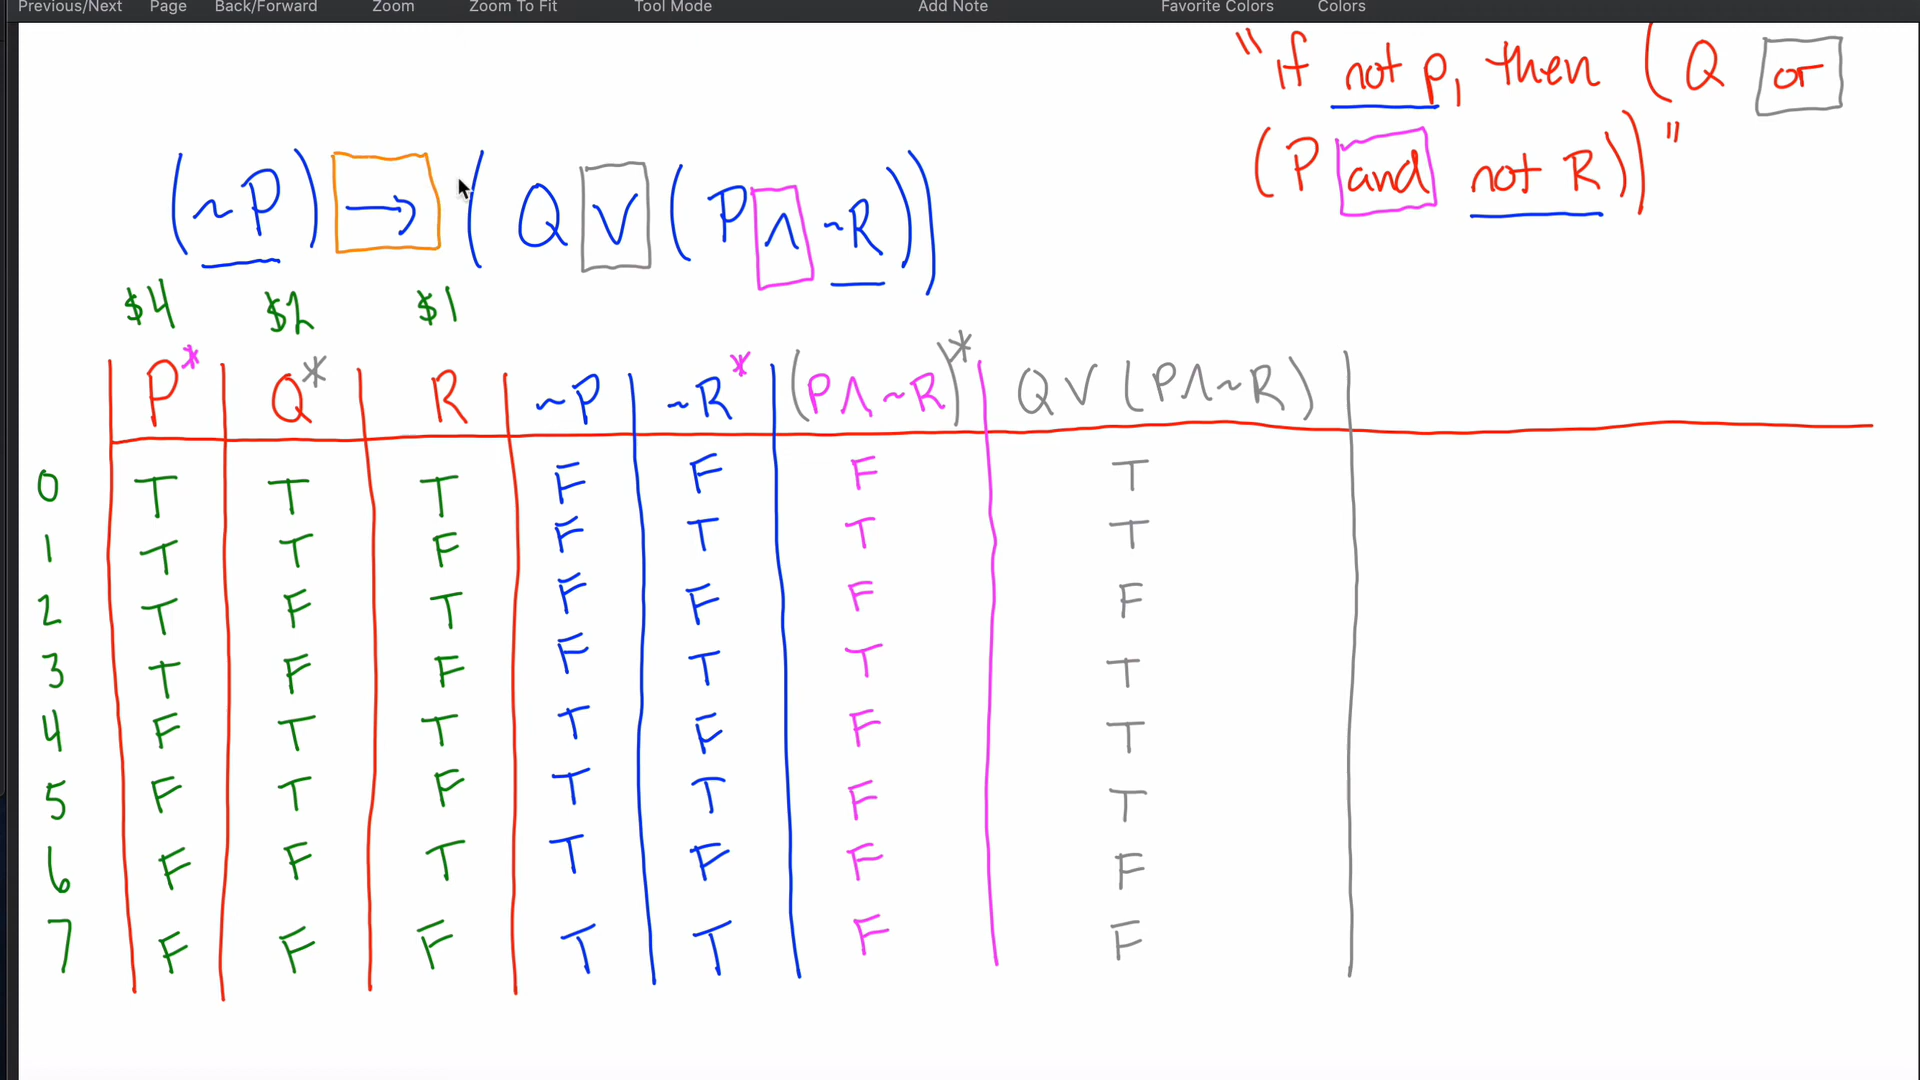 Previous/Next Page Back/Forward Zoom Zoom To Fit Tool Mode Add Note Favorite Colors Colors
"If not p, then (Q or
(P and not R))"
(~P) → (Q ∨ (P ∧ ~R))
$4 $2 $1
P* Q* R ~P ~R* (P∧~R)* Q∨(P∧~R)
0 T T T F F F T
1 T T F F T T T
2 T F T F F F F
3 T F F F T T T
4 F T T T F F T
5 F T F T T F T
6 F F T T F F F
7 F F F T T F F